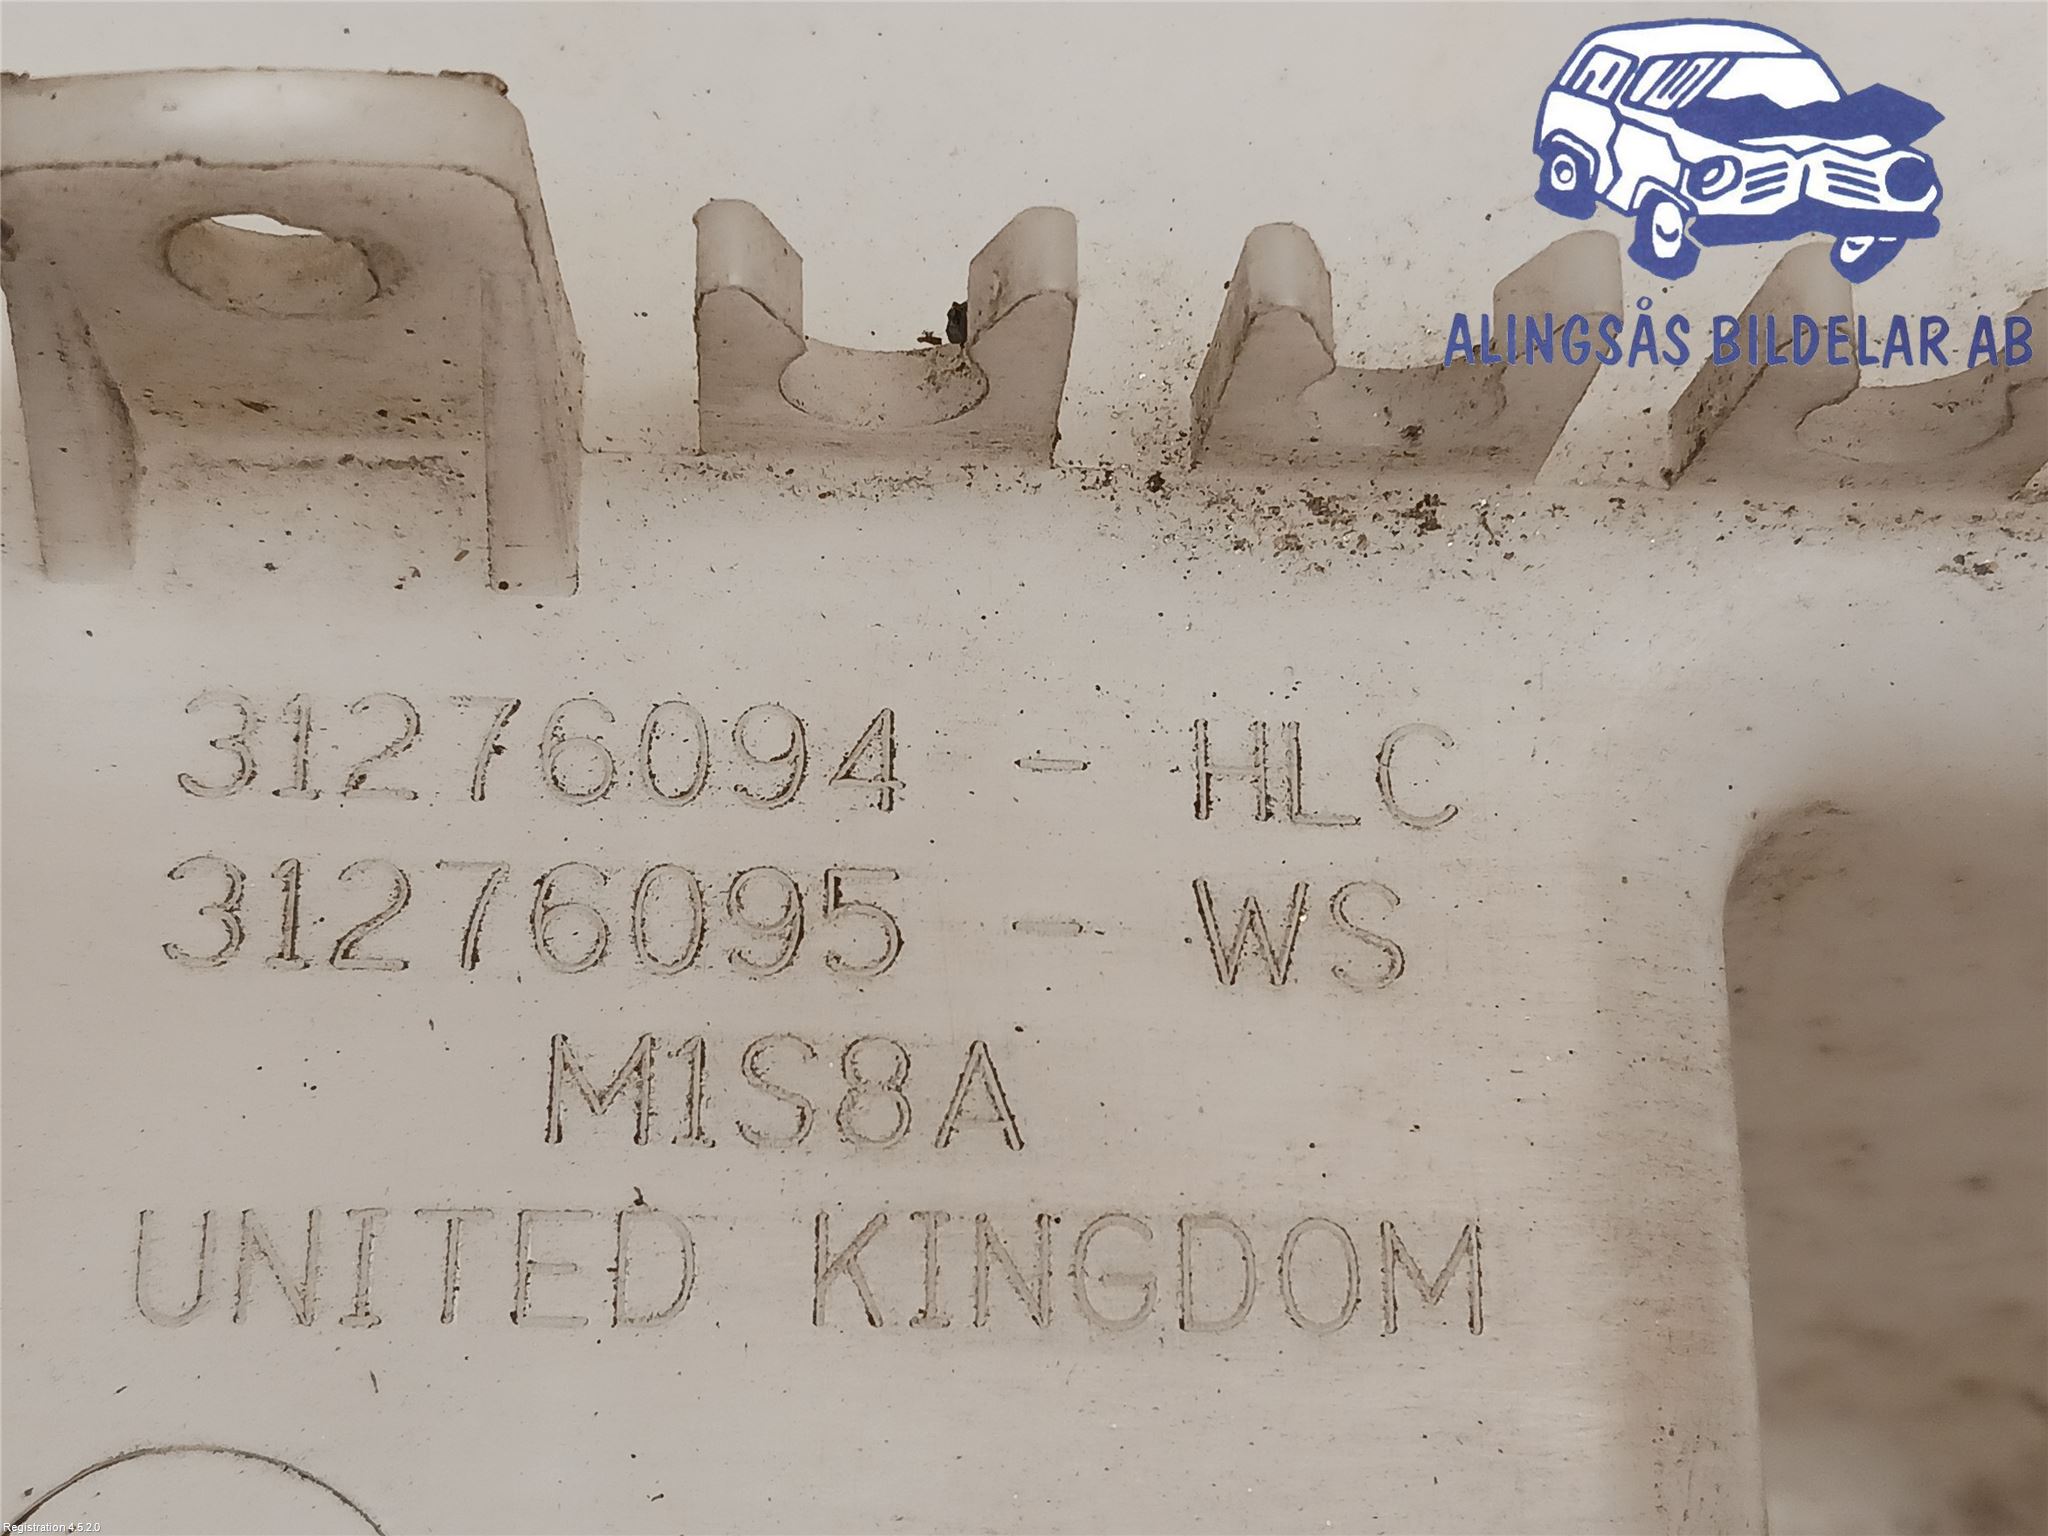 ALINGSÅS BILDELAR AB
31276094 - HLC
31276095 - WS
M1S8A
UNITED KINGDOM
Registration 4.5.2.0